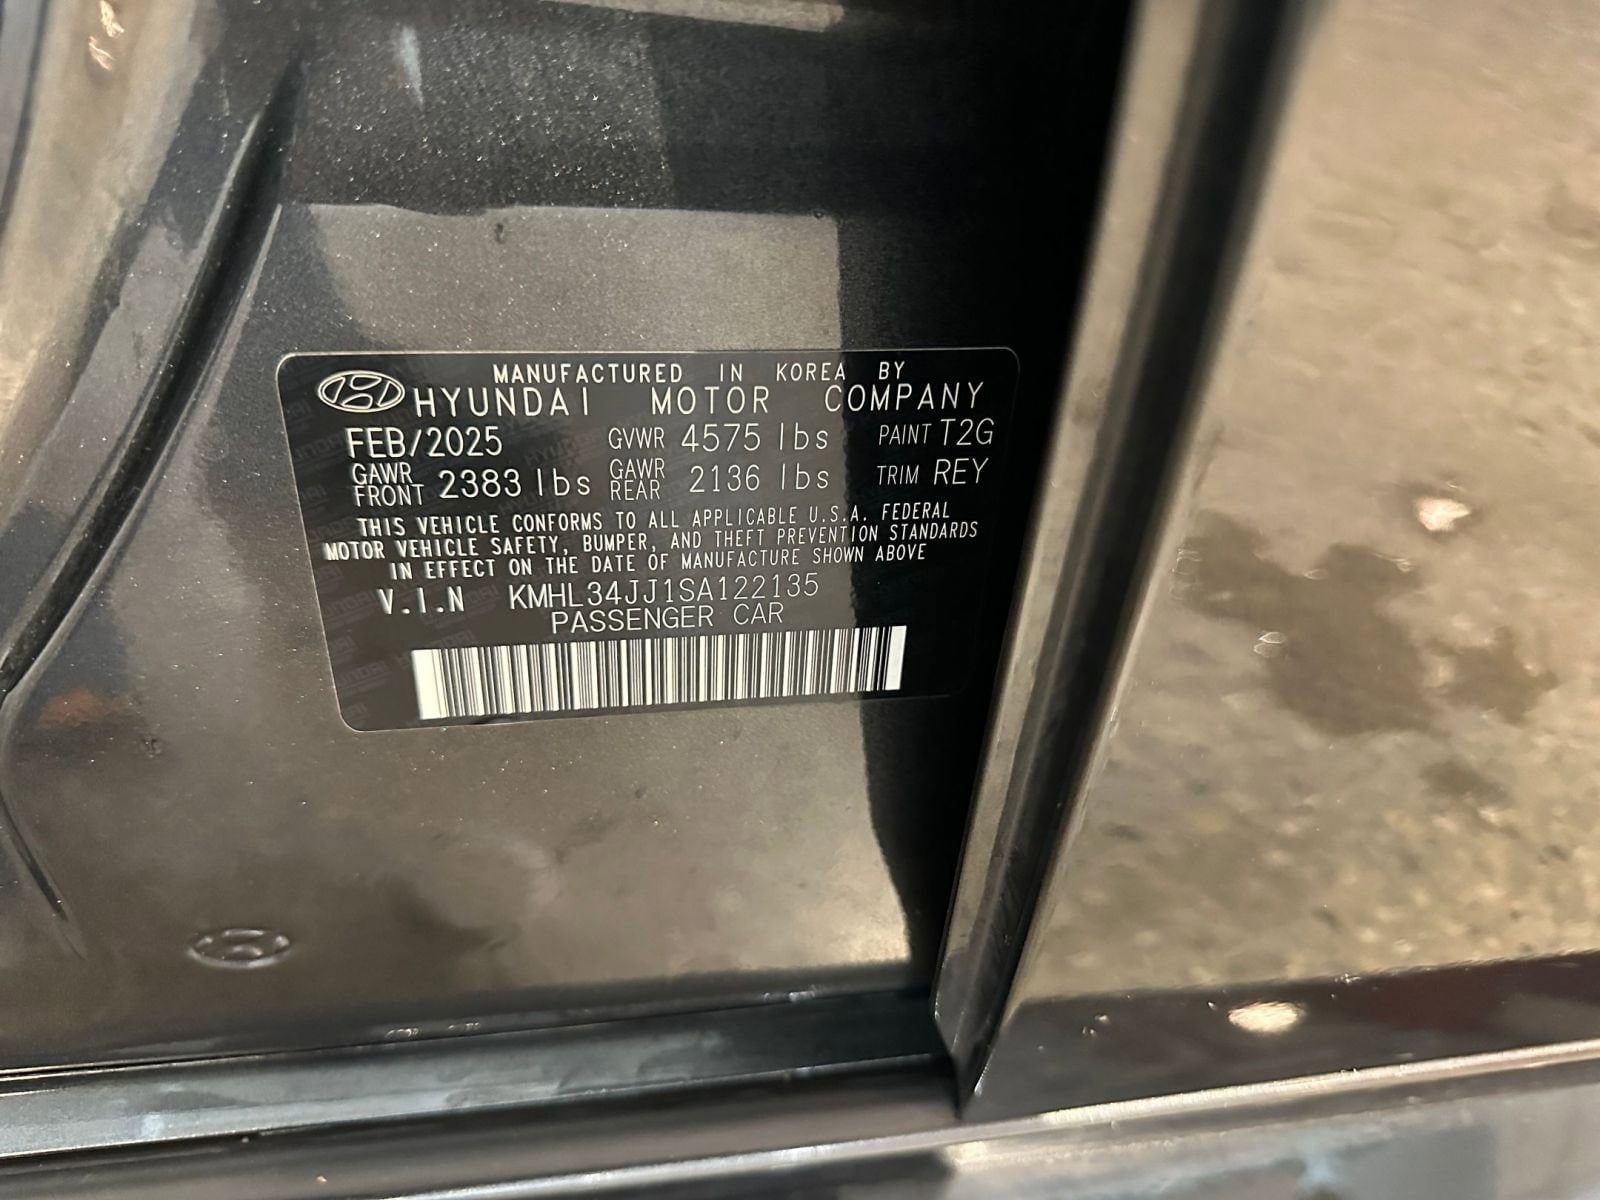 MANUFACTURED IN KOREA BY
HYUNDAI MOTOR COMPANY
FEB/2025 GVWR 4575 lbs PAINT T2G
GAWR FRONT 2383 lbs GAWR REAR 2136 lbs TRIM REY
THIS VEHICLE CONFORMS TO ALL APPLICABLE U.S.A. FEDERAL
MOTOR VEHICLE SAFETY, BUMPER, AND THEFT PREVENTION STANDARDS
IN EFFECT ON THE DATE OF MANUFACTURE SHOWN ABOVE
V.I.N KMHL34JJ1SA122135
PASSENGER CAR